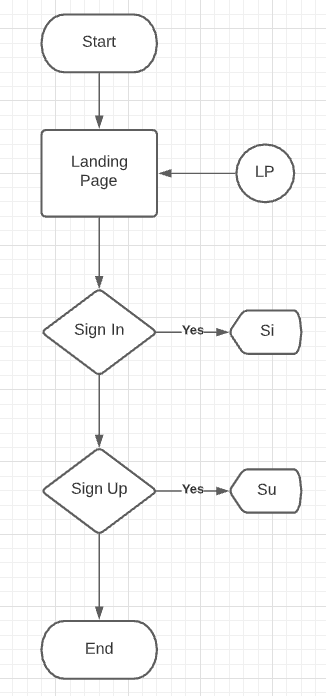 Start
Landing
Page
LP
Sign In
Yes
Si
Sign Up
Yes
Su
End